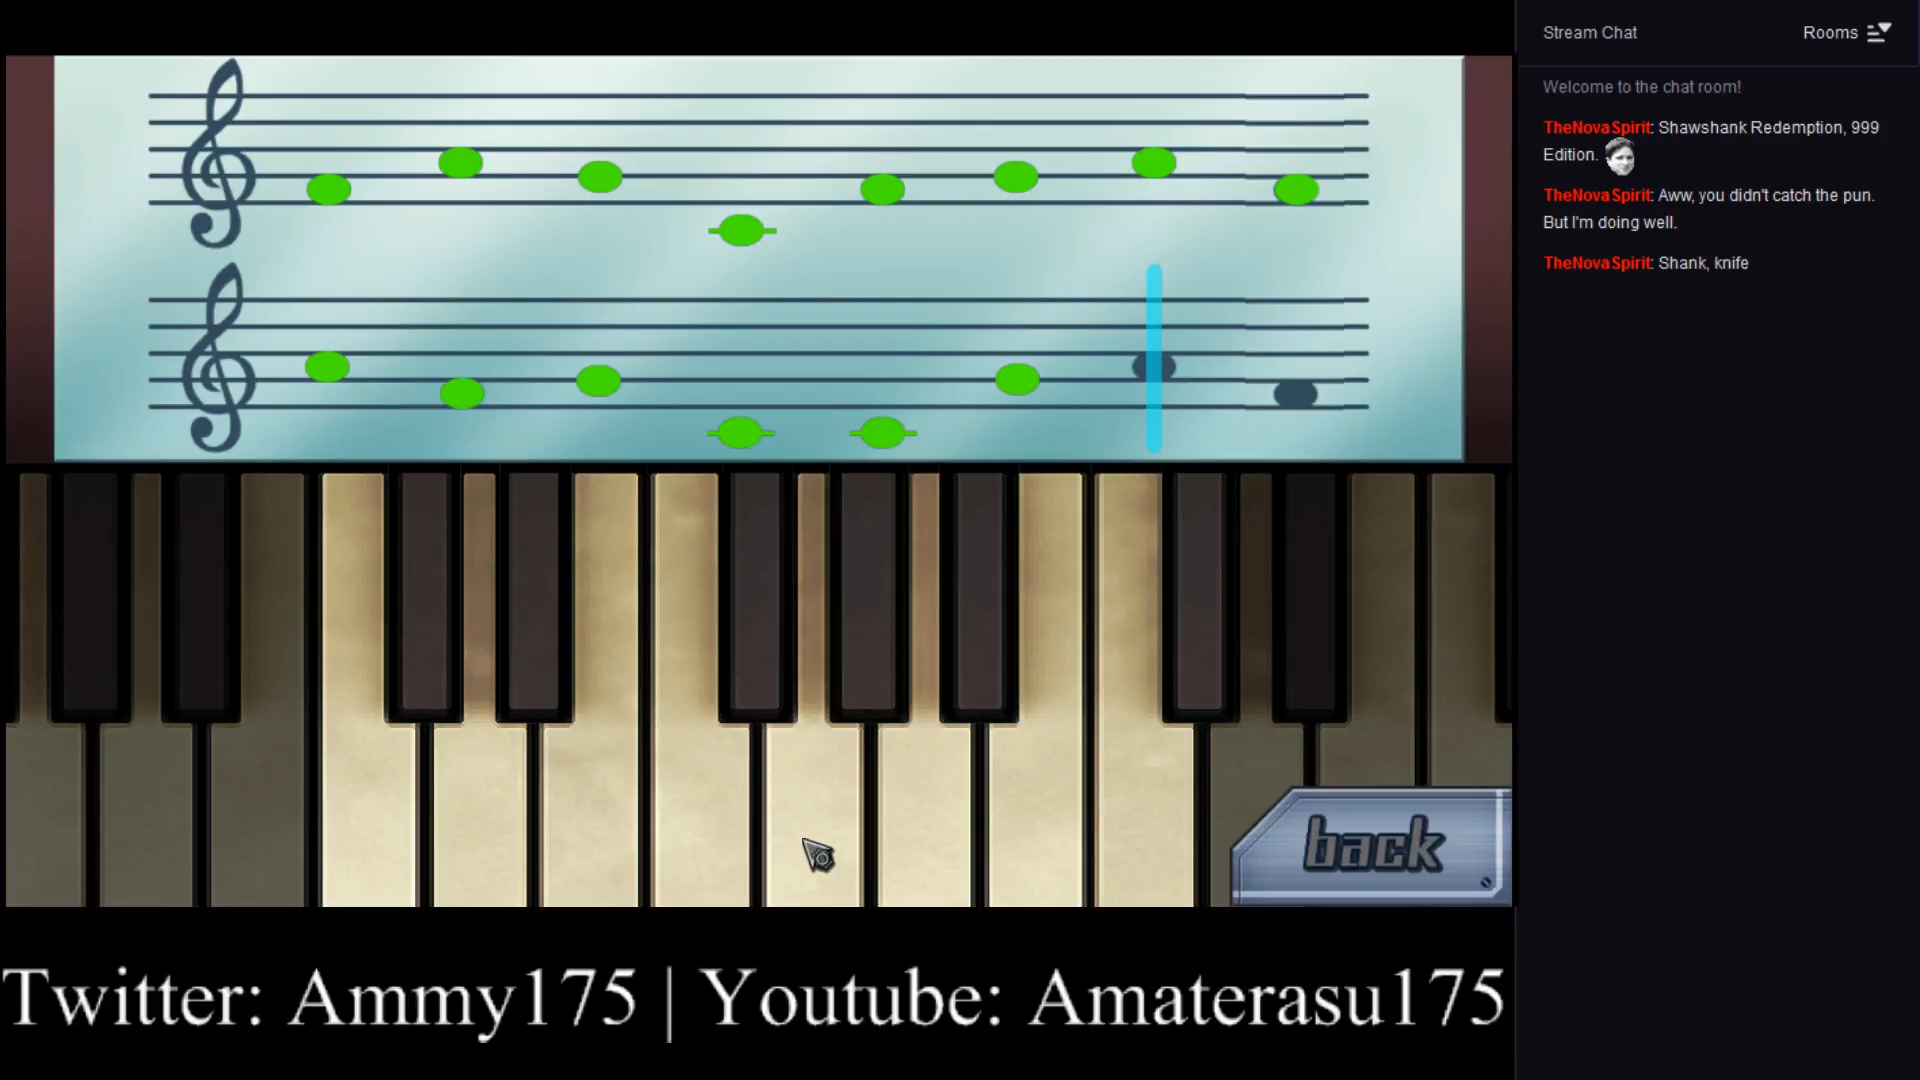 Stream Chat
Rooms
Welcome to the chat room!
TheNovaSpirit: Shawshank Redemption, 999
Edition.
TheNovaSpirit: Aww, you didn't catch the pun.
But I'm doing well.
TheNovaSpirit: Shank, knife
back
Twitter: Ammy175 | Youtube: Amaterasu175